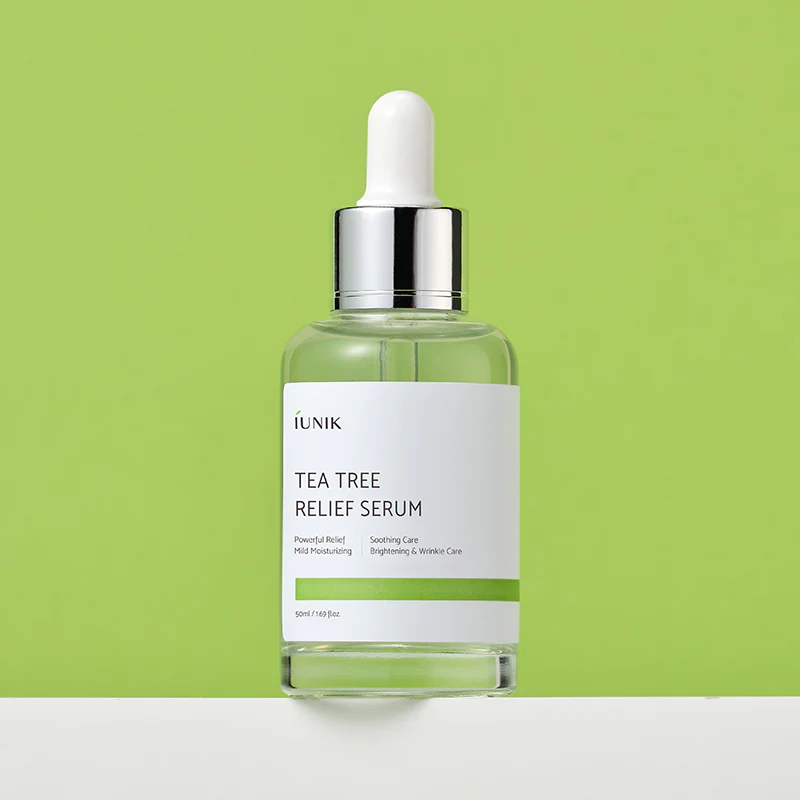 iUNIK
TEA TREE
RELIEF SERUM
Powerful Relief
Mild Moisturizing
Soothing Care
Brightening & Wrinkle Care
50ml / 1.69 fl.oz.